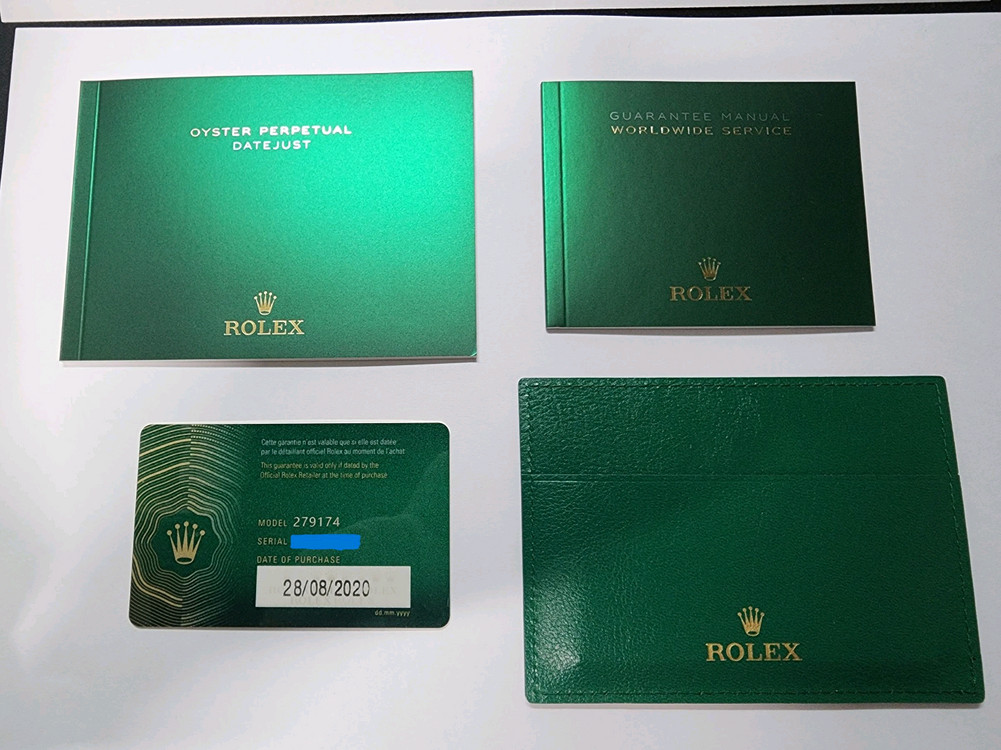 OYSTER PERPETUAL
DATEJUST
ROLEX
GUARANTEE MANUAL
WORLDWIDE SERVICE
ROLEX
Cette garantie n'est valable que si elle est datée
par le détaillant officiel Rolex au moment de l'achat
This guarantee is valid only if dated by the
Official Rolex Retailer at the time of purchase
MODEL 279174
SERIAL
DATE OF PURCHASE
28/08/2020
dd.mm.yyyy
ROLEX